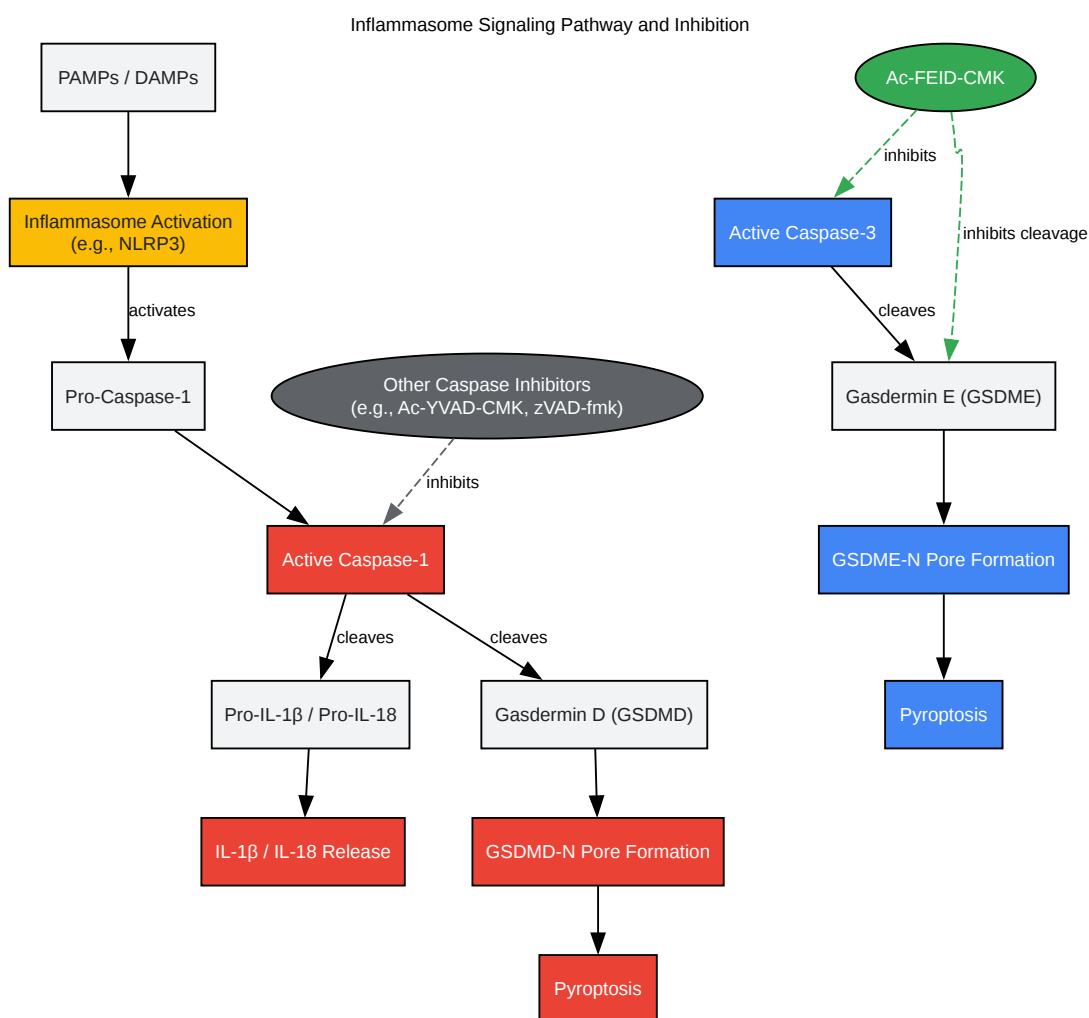 Inflammasome Signaling Pathway and Inhibition
PAMPs / DAMPs
Ac-FEID-CMK
inhibits
Inflammasome Activation
(e.g., NLRP3)
Active Caspase-3
inhibits cleavage
activates
cleaves
Pro-Caspase-1
Other Caspase Inhibitors
(e.g., Ac-YVAD-CMK, zVAD-fmk)
Gasdermin E (GSDME)
inhibits
Active Caspase-1
GSDME-N Pore Formation
cleaves
cleaves
Pro-IL-1β / Pro-IL-18
Gasdermin D (GSDMD)
Pyroptosis
IL-1β / IL-18 Release
GSDMD-N Pore Formation
Pyroptosis